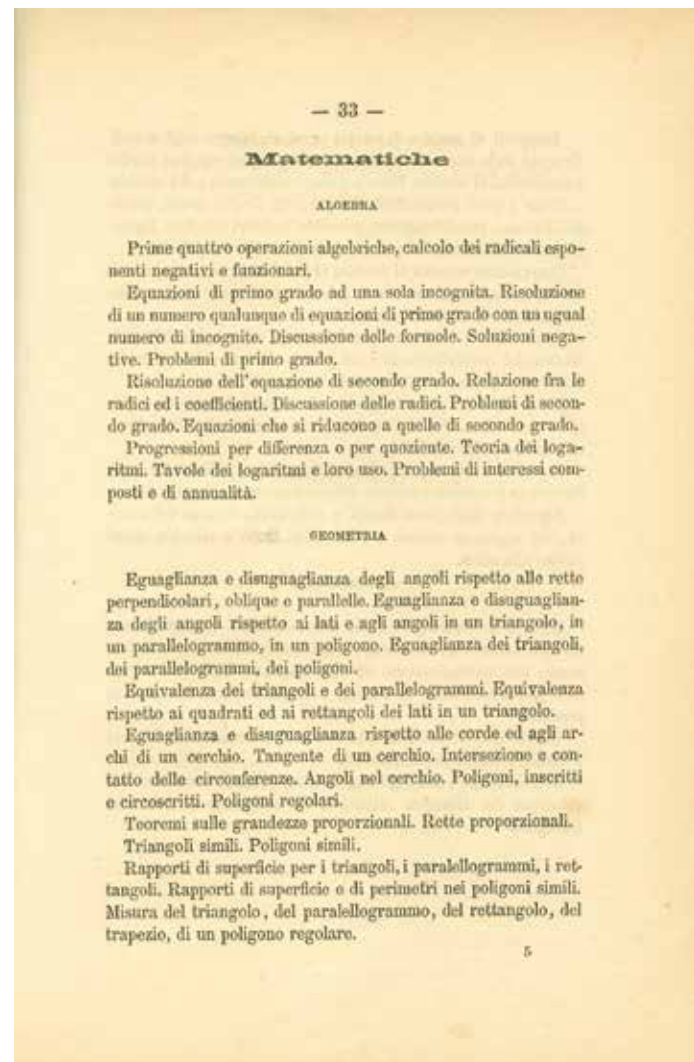 — 33 —
Matematiche
ALGEBRA
Prime quattro operazioni algebriche, calcolo dei radicali espo-
nenti negativi e funzionari.
Equazioni di primo grado ad una sola incognita. Risoluzione
di un numero qualunque di equazioni di primo grado con un ugual
numero di incognite. Discussione delle formole. Soluzioni nega-
tive. Problemi di primo grado.
Risoluzione dell'equazione di secondo grado. Relazione fra le
radici ed i coefficienti. Discussione delle radici. Problemi di secon-
do grado. Equazioni che si riducono a quelle di secondo grado.
Progressioni per differenza o per quoziente. Teoria dei loga-
ritmi. Tavole dei logaritmi e loro uso. Problemi di interessi com-
posti e di annualità.
GEOMETRIA
Eguaglianza e disuguaglianza degli angoli rispetto alle rette
perpendicolari, oblique e parallelle. Eguaglianza e disuguaglian-
za degli angoli rispetto ai lati e agli angoli in un triangolo, in
un parallelogrammo, in un poligono. Eguaglianza dei triangoli,
dei parallelogrammi, dei poligoni.
Equivalenza dei triangoli e dei parallelogrammi. Equivalenza
rispetto ai quadrati ed ai rettangoli dei lati in un triangolo.
Eguaglianza e disuguaglianza rispetto alle corde ed agli ar-
chi di un cerchio. Tangente di un cerchio. Intersezione e con-
tatto delle circonferenze. Angoli nel cerchio. Poligoni, inscritti
e circoscritti. Poligoni regolari.
Teoremi sulle grandezze proporzionali. Rette proporzionali.
Triangoli simili. Poligoni simili.
Rapporti di superficie per i triangoli, i paralellogrammi, i ret-
tangoli. Rapporti di superficie e di perimetri nei poligoni simili.
Misura del triangolo, del paralellogrammo, del rettangolo, del
trapezio, di un poligono regolare.
5